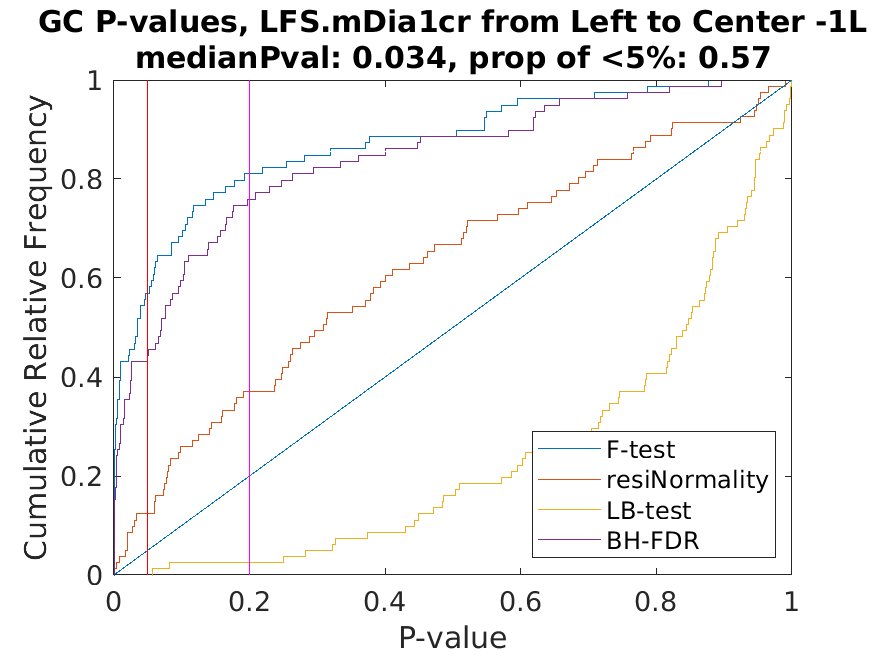 GC P-values, LFS.mDia1cr from Left to Center -1L
medianPval: 0.034, prop of <5%: 0.57
Cumulative Relative Frequency
1
0.8
0.6
0.4
0.2
0
0
0.2
0.4
0.6
0.8
1
P-value
F-test
resiNormality
LB-test
BH-FDR